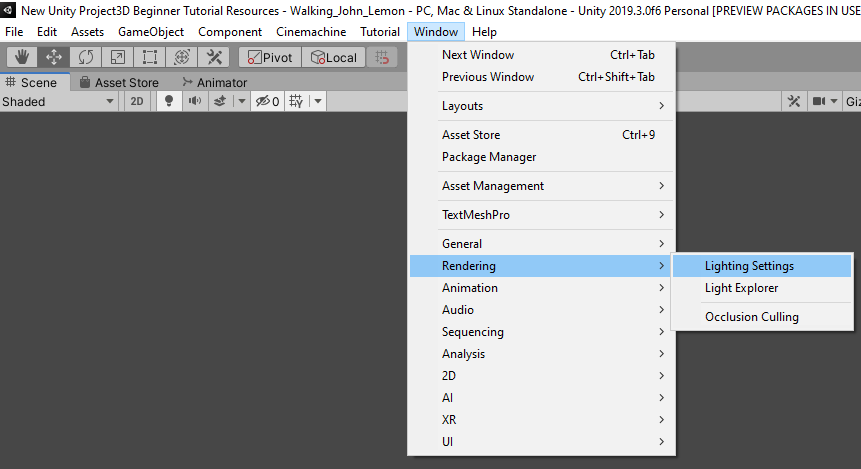 New Unity Project3D Beginner Tutorial Resources - Walking_John_Lemon - PC, Mac & Linux Standalone - Unity 2019.3.0f6 Personal [PREVIEW PACKAGES IN USE
File Edit Assets GameObject Component Cinemachine Tutorial Window Help
Pivot Local
Scene Asset Store Animator
Shaded 2D 0 Giz
Next Window Ctrl+Tab
Previous Window Ctrl+Shift+Tab
Layouts
Asset Store Ctrl+9
Package Manager
Asset Management
TextMeshPro
General
Rendering
Animation
Audio
Sequencing
Analysis
2D
AI
XR
UI
Lighting Settings
Light Explorer
Occlusion Culling